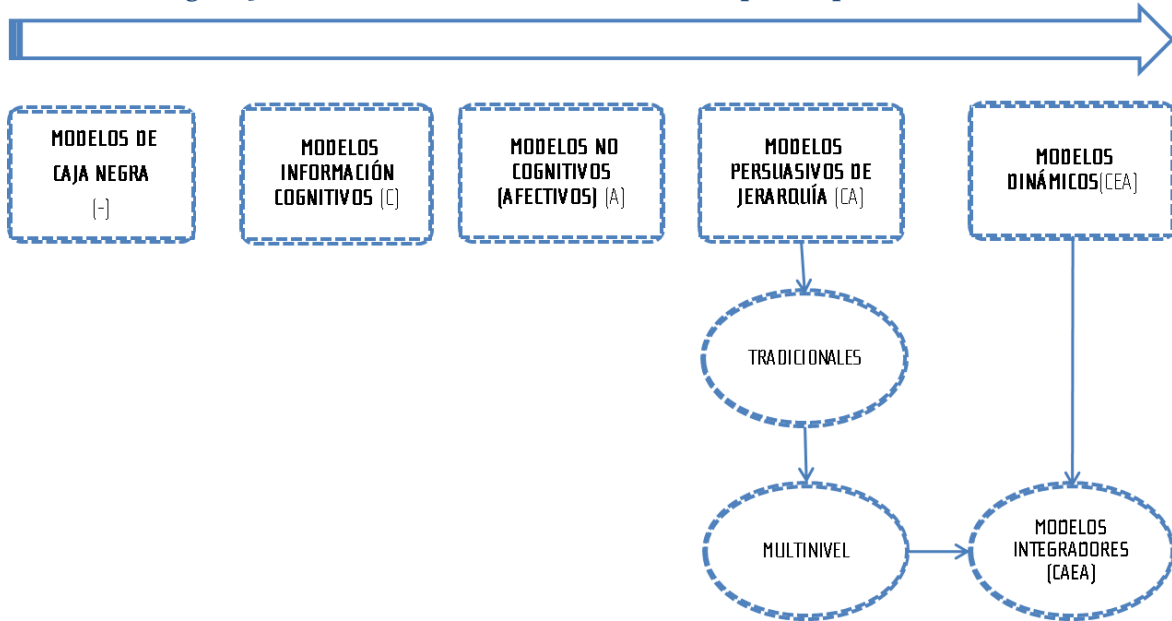 MODELOS DE
CAJA NEGRA
(-)
MODELOS
INFORMACIÓN
COGNITIVOS (C)
MODELOS NO
COGNITIVOS
(AFECTIVOS) (A)
MODELOS
PERSUASIVOS DE
JERARQUÍA (CA)
MODELOS
DINÁMICOS(CEA)
TRADICIONALES
MULTINIVEL
MODELOS
INTEGRADORES
(CAEA)